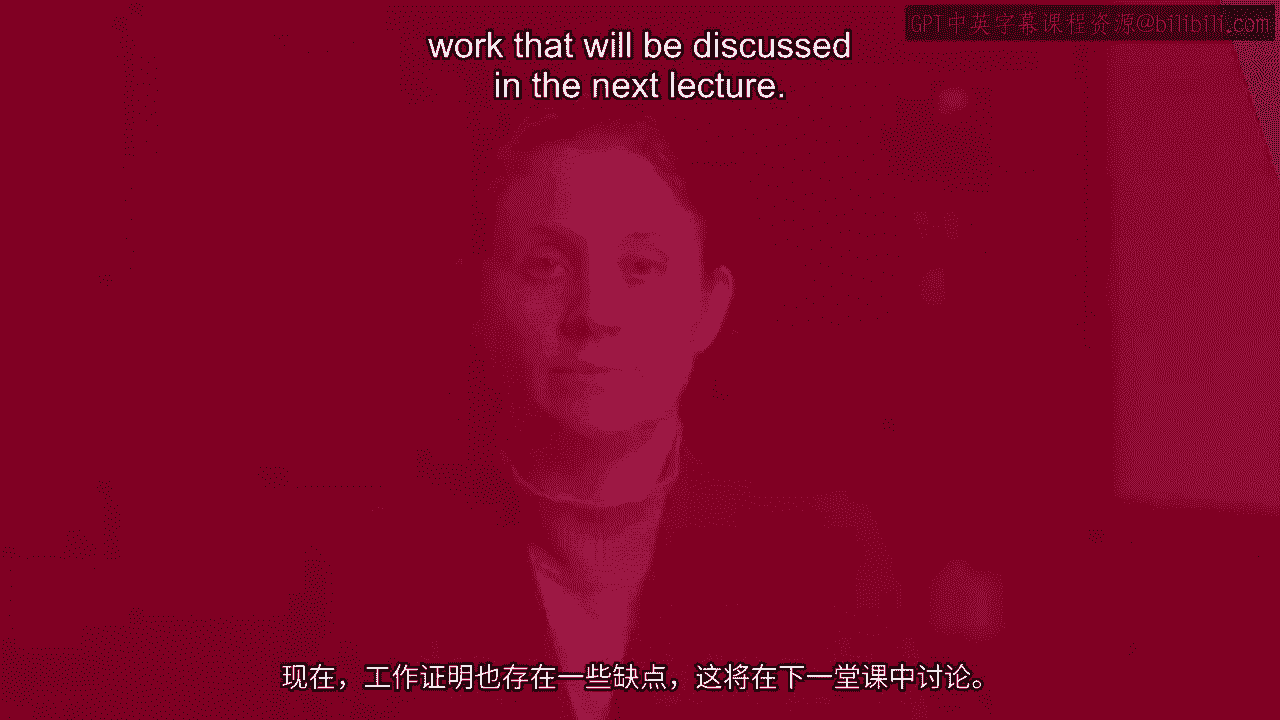 GPT中英字幕课程资源@bilibili.com
work that will be discussed
in the next lecture.
现在，工作证明也存在一些缺点，这将在下一堂课中讨论。